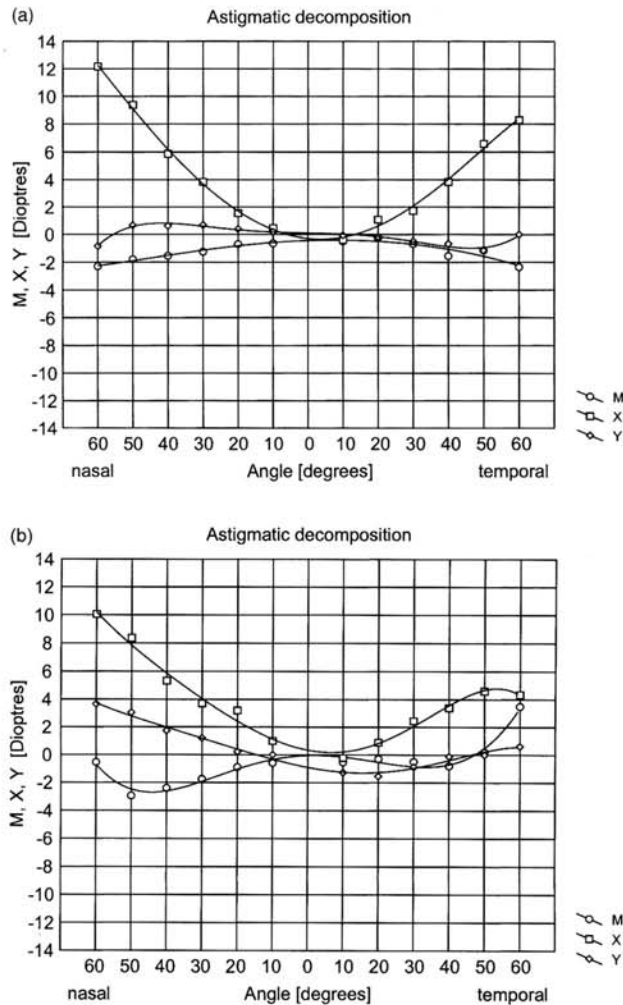 (a) Astigmatic decomposition
14
12
10
8
6
4
2
0
-2
-4
-6
-8
-10
-12
-14
M, X, Y [Dioptres]
60 50 40 30 20 10 0 10 20 30 40 50 60
nasal Angle [degrees] temporal
M
X
Y
(b) Astigmatic decomposition
14
12
10
8
6
4
2
0
-2
-4
-6
-8
-10
-12
-14
M, X, Y [Dioptres]
60 50 40 30 20 10 0 10 20 30 40 50 60
nasal Angle [degrees] temporal
M
X
Y